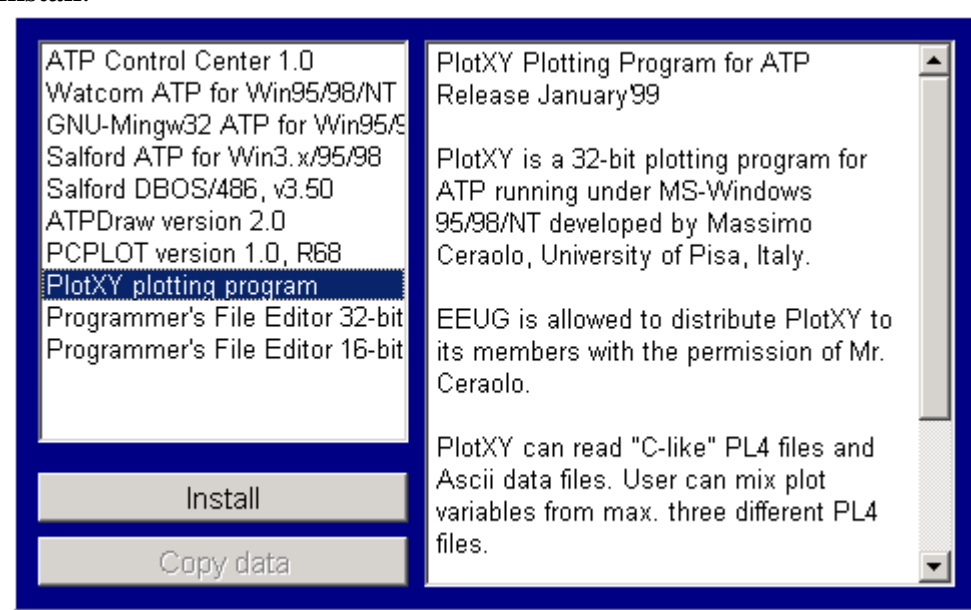 ATP Control Center 1.0
Watcom ATP for Win95/98/NT
GNU-Mingw32 ATP for Win95/9
Salford ATP for Win3.x/95/98
Salford DBOS/486, v3.50
ATPDraw version 2.0
PCPLOT version 1.0, R68
PlotXY plotting program
Programmer's File Editor 32-bit
Programmer's File Editor 16-bit
Install
Copy data
PlotXY Plotting Program for ATP
Release January'99
PlotXY is a 32-bit plotting program for
ATP running under MS-Windows
95/98/NT developed by Massimo
Ceraolo, University of Pisa, Italy.
EEUG is allowed to distribute PlotXY to
its members with the permission of Mr.
Ceraolo.
PlotXY can read "C-like" PL4 files and
Ascii data files. User can mix plot
variables from max. three different PL4
files.